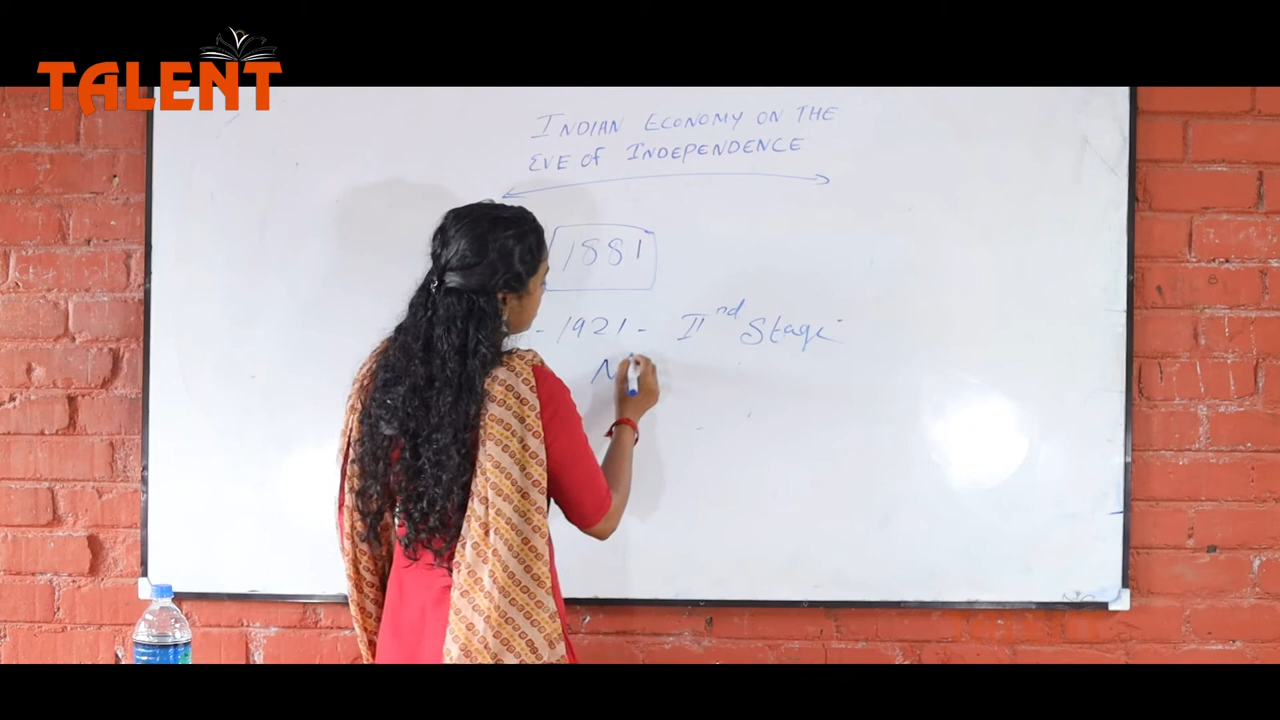 TALENT
INDIAN ECONOMY ON THE
EVE OF INDEPENDENCE
1881
- 1921 - IInd Stage
N